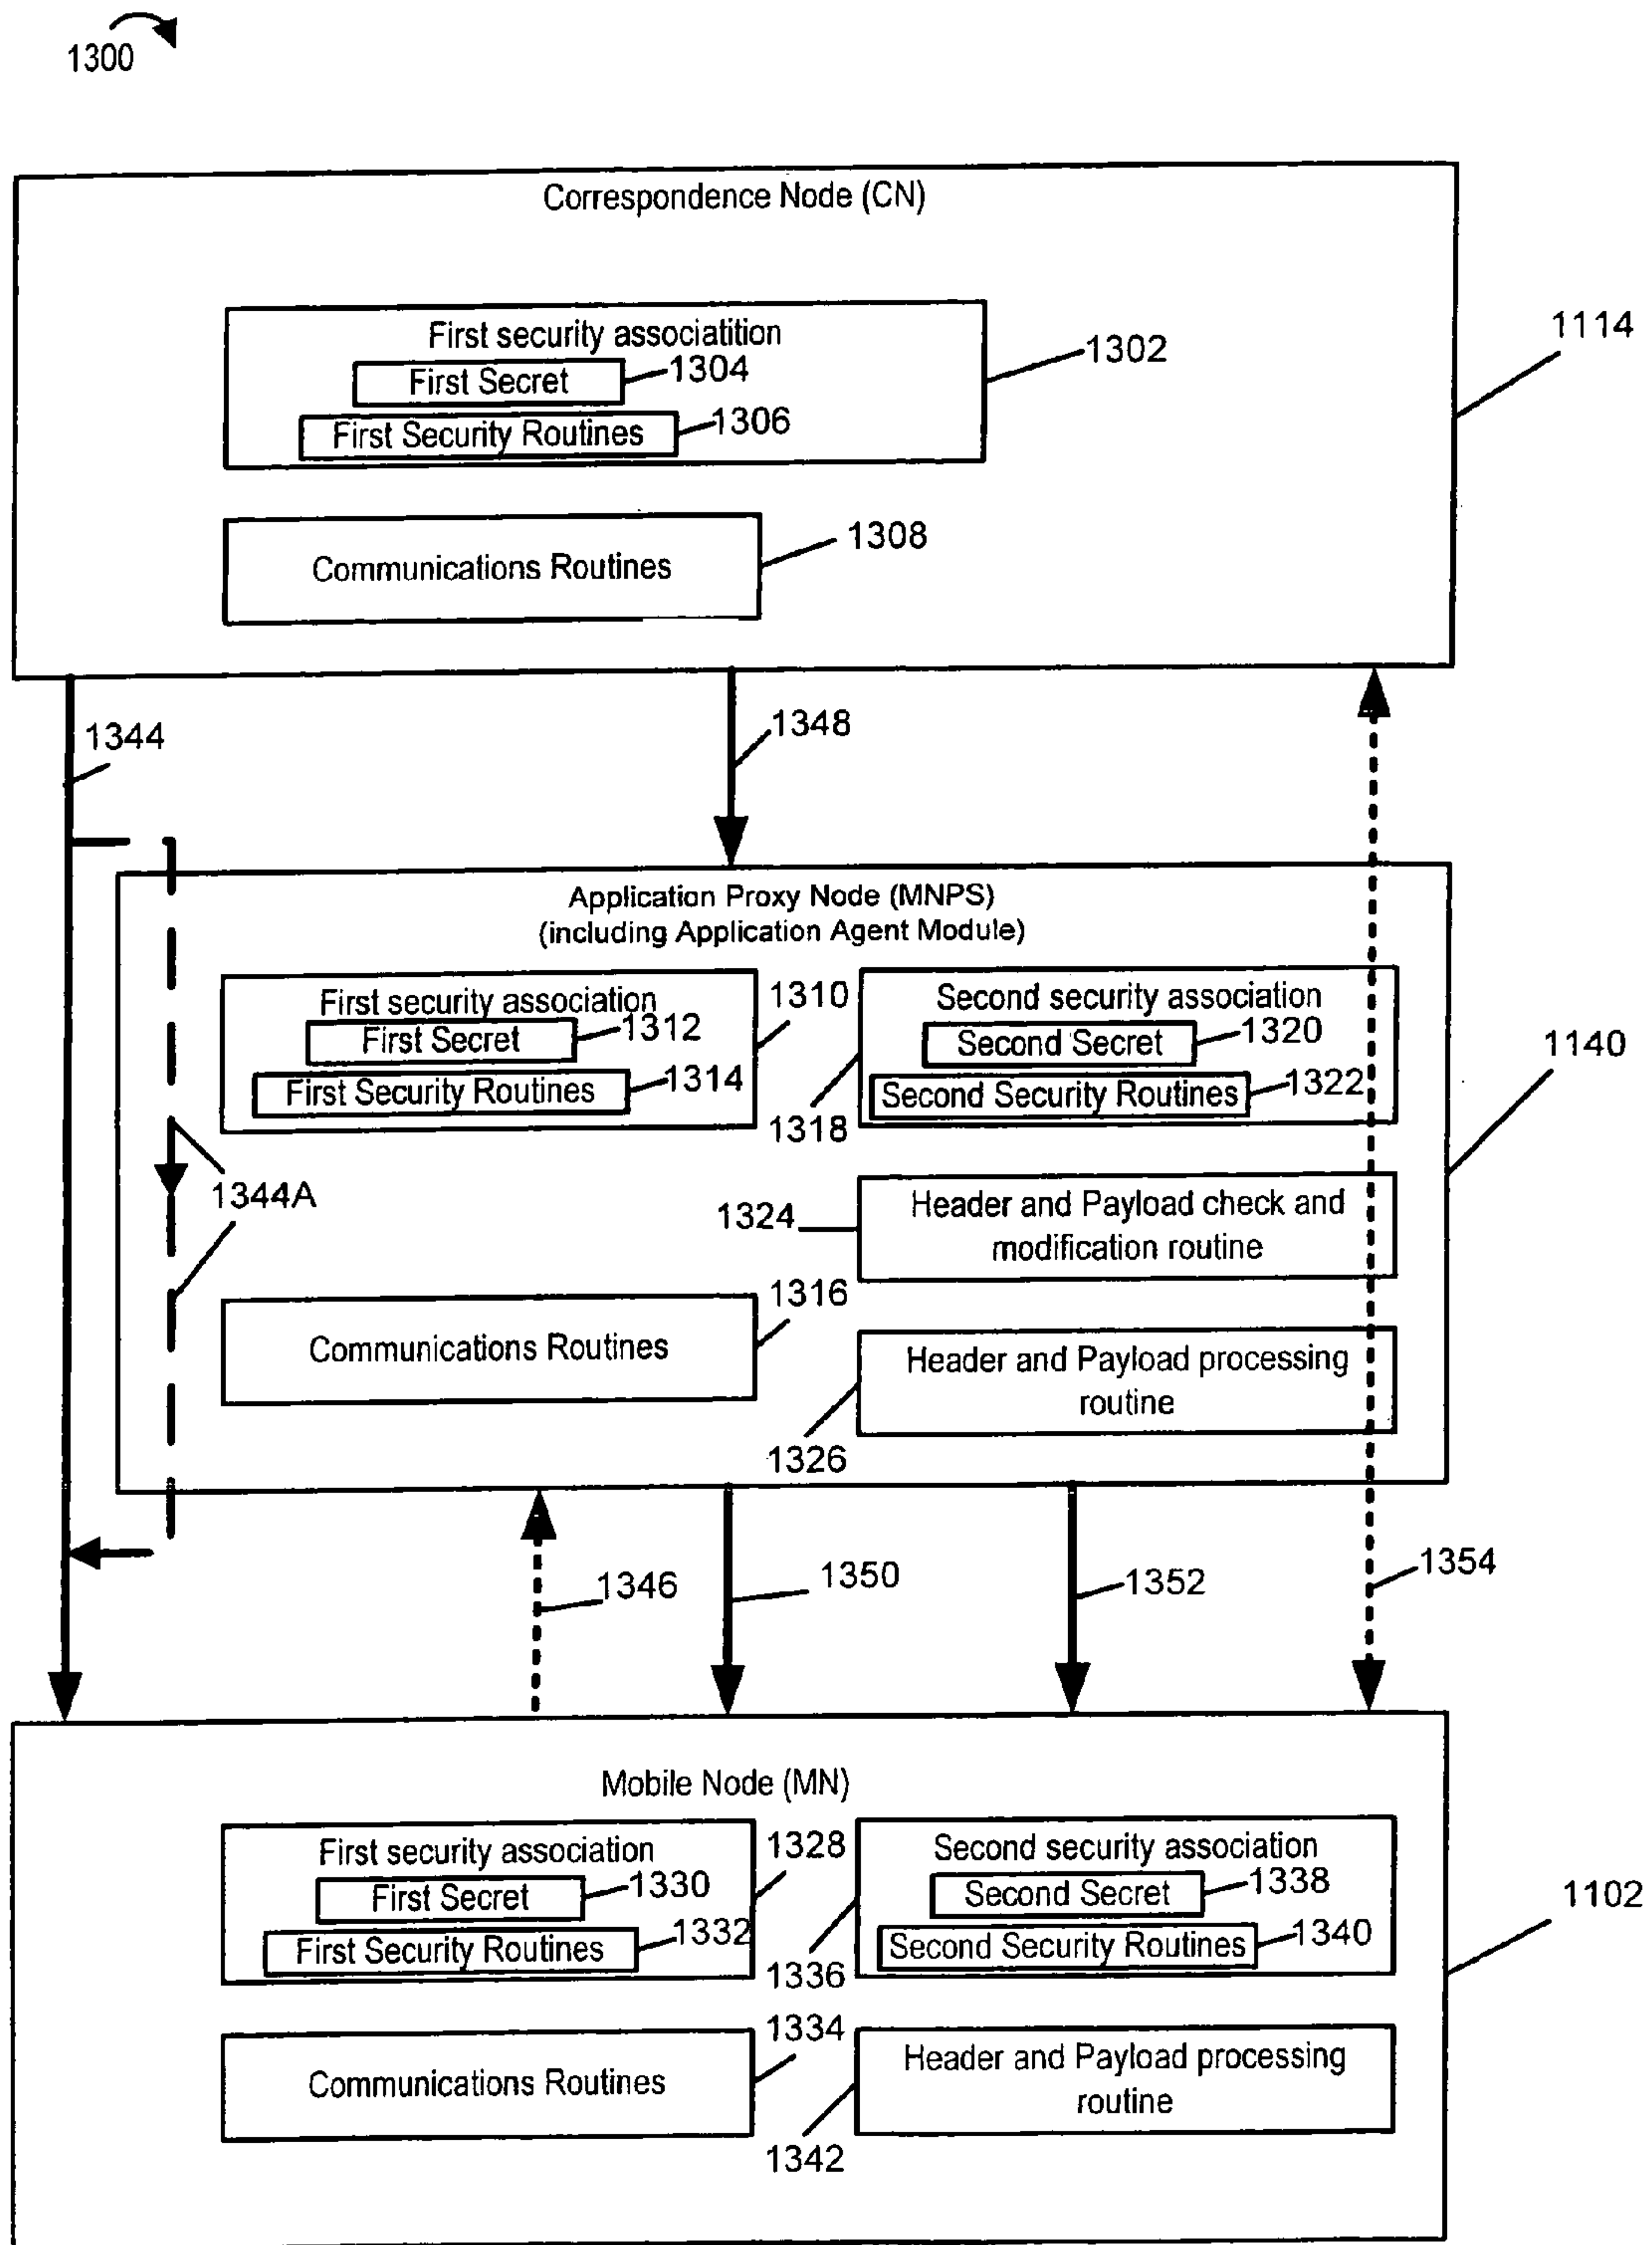 1300
Correspondence Node (CN)
First security associatition
First Secret
1304
First Security Routines
1306
1302
1114
Communications Routines
1308
1344
1348
Application Proxy Node (MNPS)
(including Application Agent Module)
First security association
First Secret
1312
First Security Routines
1314
1310
Second security association
Second Secret
1320
Second Security Routines
1322
1318
1140
1344A
1324
Header and Payload check and
modification routine
1316
Communications Routines
Header and Payload processing
routine
1326
1346
1350
1352
1354
Mobile Node (MN)
First security association
First Secret
1330
First Security Routines
1332
1328
Second security association
Second Secret
1338
Second Security Routines
1340
1336
1102
1334
Communications Routines
Header and Payload processing
routine
1342